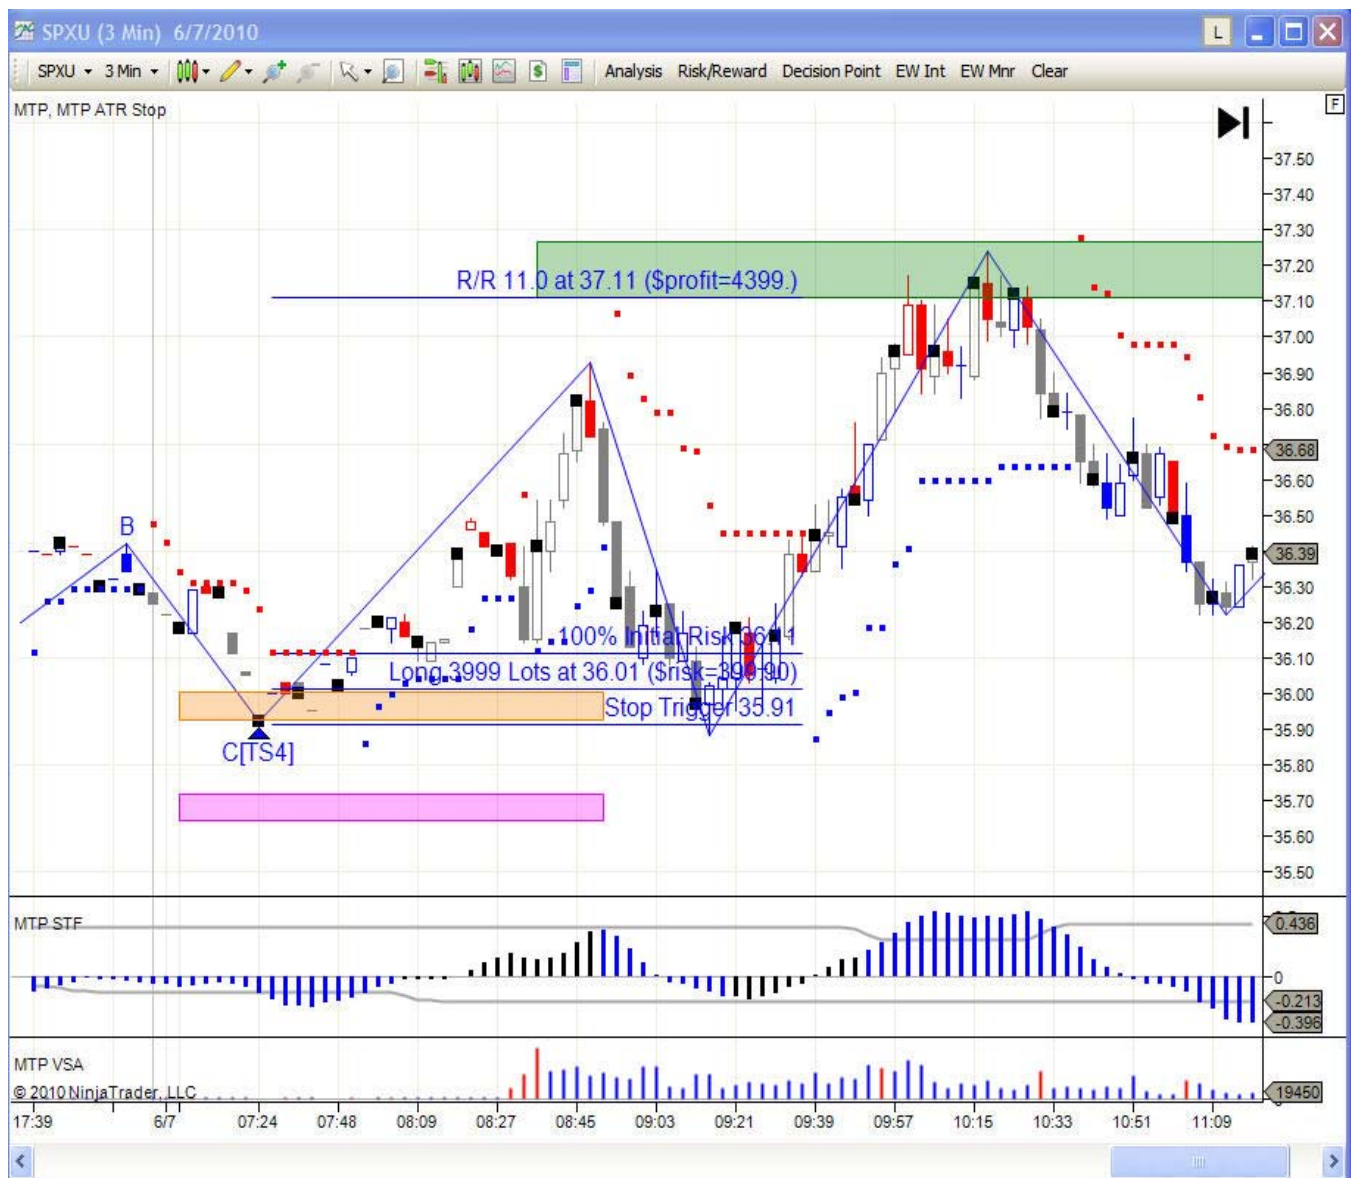 SPXU (3 Min) 6/7/2010
L
SPXU 3 Min Analysis Risk/Reward Decision Point EW Int EW Mnr Clear
MTP, MTP ATR Stop
F
37.50
37.40
37.30
37.20
R/R 11.0 at 37.11 ($profit=4399.)
37.10
37.00
36.90
36.80
36.68
36.60
B
36.50
36.39
36.30
36.20
100% Initial Risk 36.11
36.10
Long 3999 Lots at 36.01 ($risk=399.90)
36.00
Stop Trigger 35.91
35.90
C[TS4]
35.80
35.70
35.60
35.50
MTP STF
0.436
0
-0.213
-0.396
MTP VSA
© 2010 NinjaTrader, LLC
19450
17:39 6/7 07:24 07:48 08:09 08:27 08:45 09:03 09:21 09:39 09:57 10:15 10:33 10:51 11:09